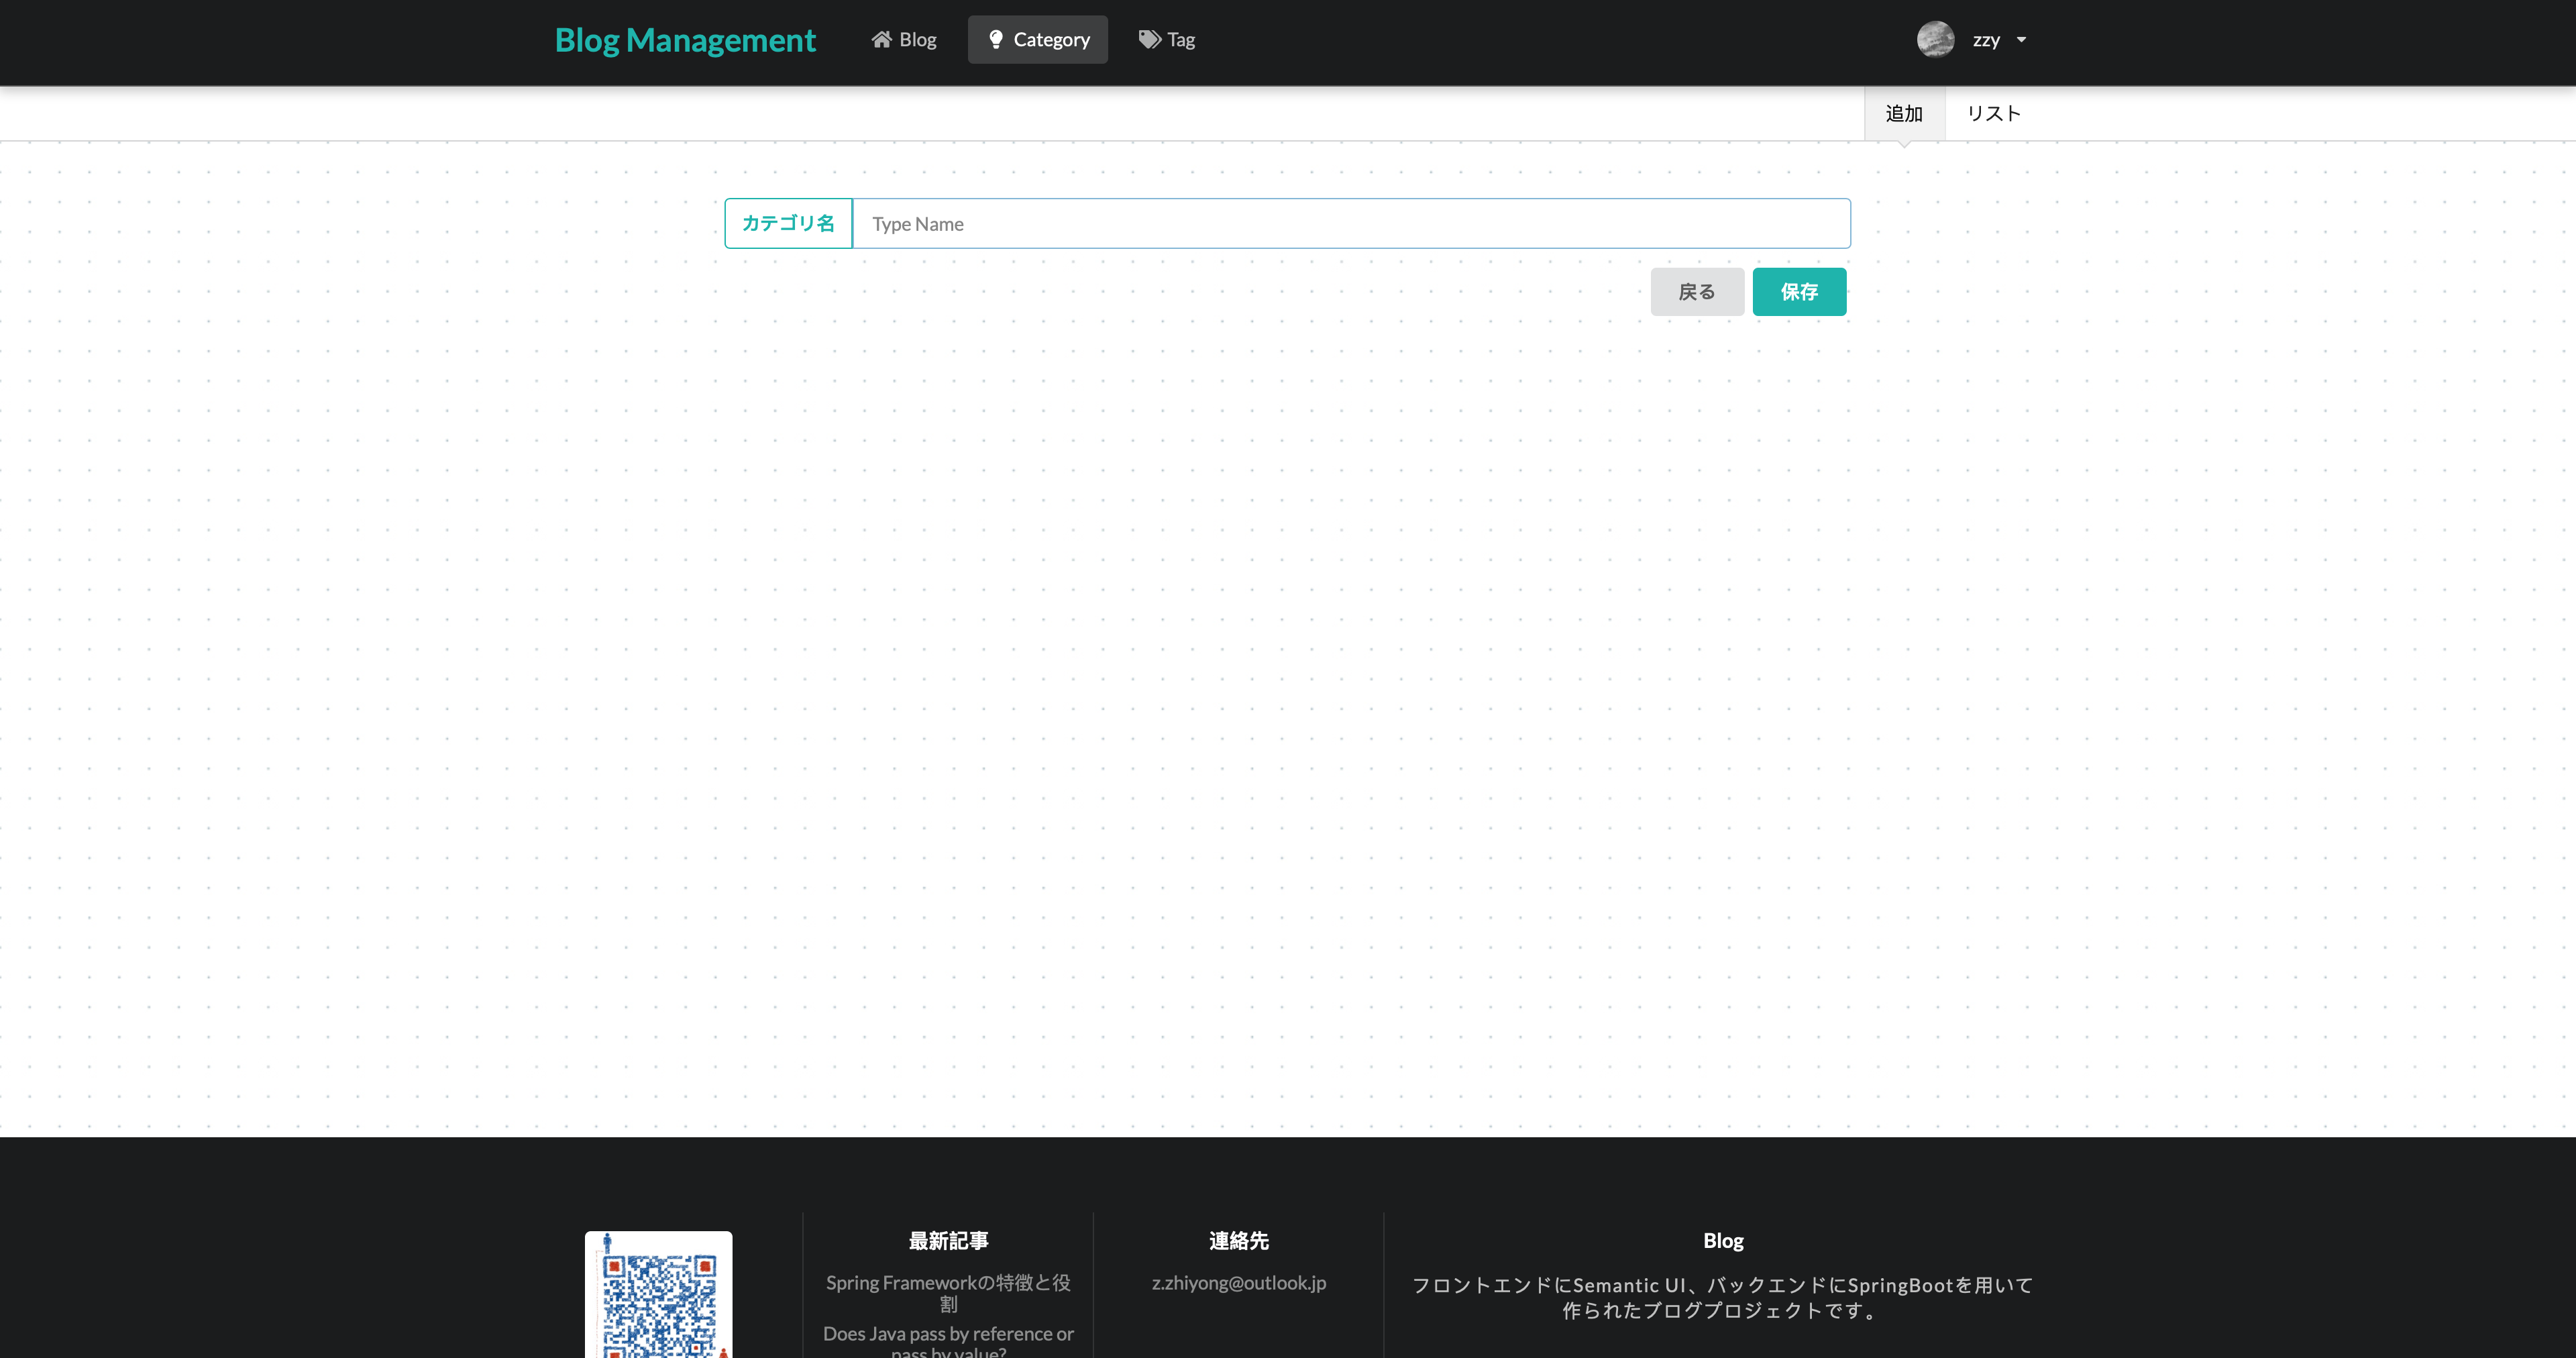 Blog Management
Blog
Category
Tag
zzy
追加
リスト
カテゴリ名
Type Name
戻る
保存
最新記事
Spring Frameworkの特徴と役
割
Does Java pass by reference or
pass by value?
連絡先
z.zhiyong@outlook.jp
Blog
フロントエンドにSemantic UI、バックエンドにSpringBootを用いて
作られたブログプロジェクトです。